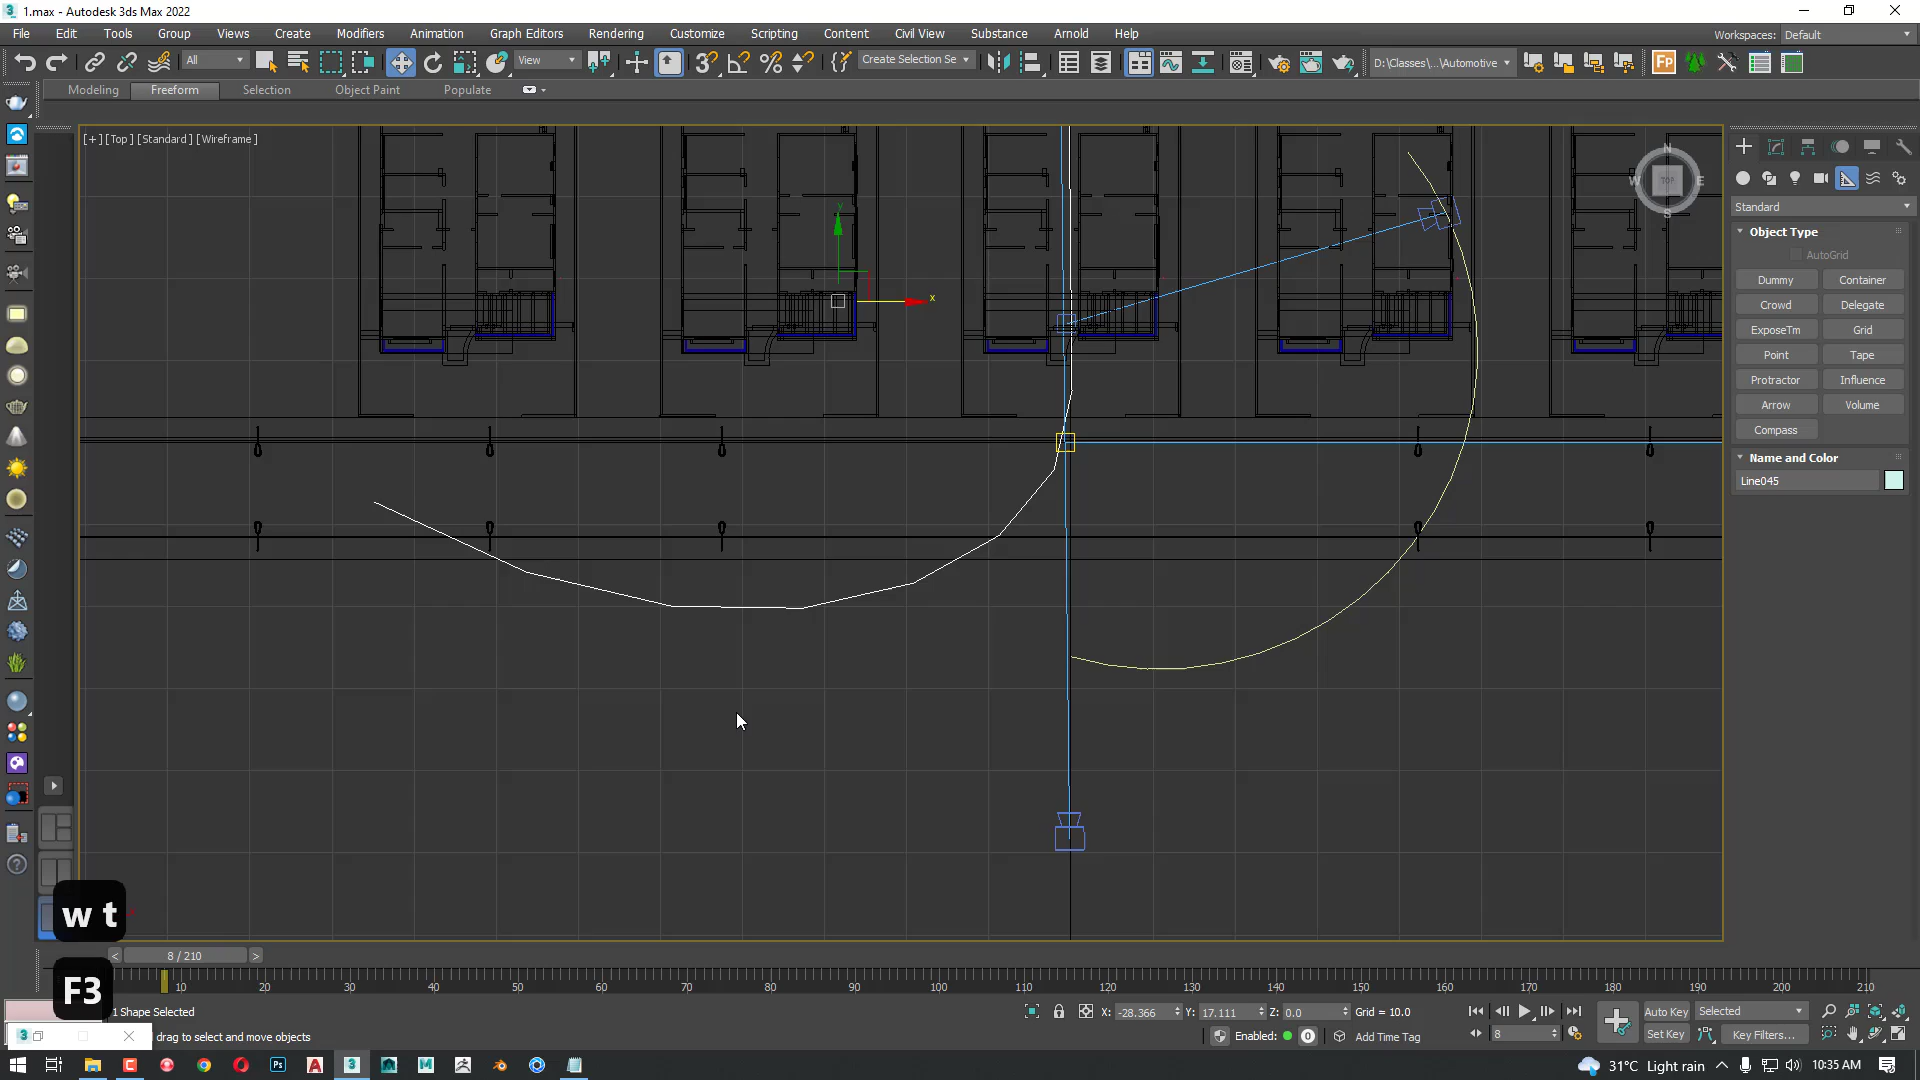 1.max - Autodesk 3ds Max 2022
File Edit Tools Group Views Create Modifiers Animation Graph Editors Rendering Customize Scripting Content Civil View Substance Arnold Help
Workspaces: Default
All View Create Selection Se D:\Classes\...\Automotive
Modeling Freeform Selection Object Paint Populate
[+] [Top] [Standard] [Wireframe]
N
W TOP E
S
Standard
Object Type
AutoGrid
Dummy Container
Crowd Delegate
ExposeTm Grid
Point Tape
Protractor Influence
Arrow Volume
Compass
Name and Color
Line045
y
x
w t
F3
< 8 / 210 >
10 20 30 40 50 60 70 80 90 100 110 120 130 140 150 160 170 180 190 200 210
1 Shape Selected
X: -28.366 Y: 17.111 Z: 0.0 Grid = 10.0
Auto Key Selected
drag to select and move objects
Enabled: 0 Add Time Tag
8
Set Key Key Filters...
31°C Light rain
10:35 AM